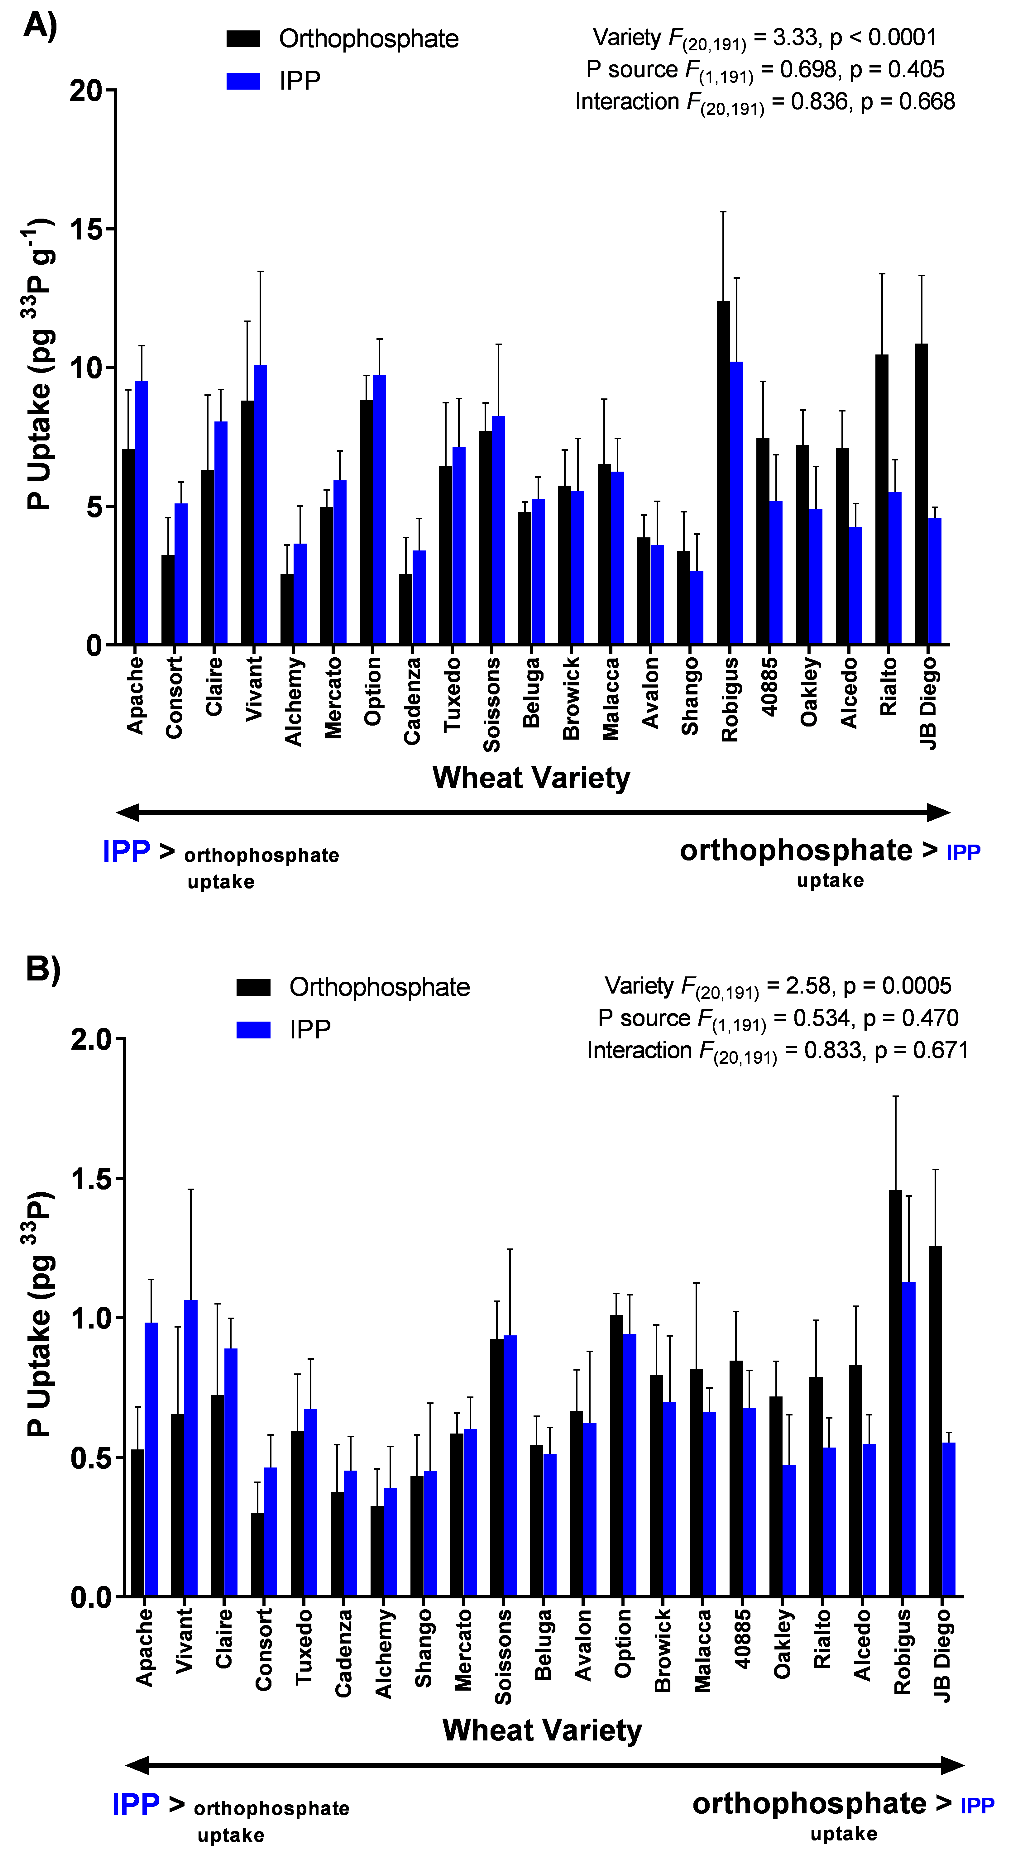 A)
Orthophosphate
IPP
Variety F(20,191) = 3.33, p < 0.0001
P source F(1,191) = 0.698, p = 0.405
Interaction F(20,191) = 0.836, p = 0.668
P Uptake (pg 33P g-1)
20
15
10
5
0
Apache
Consort
Claire
Vivant
Alchemy
Mercato
Option
Cadenza
Tuxedo
Soissons
Beluga
Browick
Malacca
Avalon
Shango
Robigus
40885
Oakley
Alcedo
Rialto
JB Diego
Wheat Variety
IPP > orthophosphate
uptake
orthophosphate > IPP
uptake
B)
Orthophosphate
IPP
Variety F(20,191) = 2.58, p = 0.0005
P source F(1,191) = 0.534, p = 0.470
Interaction F(20,191) = 0.833, p = 0.671
P Uptake (pg 33P)
2.0
1.5
1.0
0.5
0.0
Apache
Vivant
Claire
Consort
Tuxedo
Cadenza
Alchemy
Shango
Mercato
Soissons
Beluga
Avalon
Option
Browick
Malacca
40885
Oakley
Rialto
Alcedo
Robigus
JB Diego
Wheat Variety
IPP > orthophosphate
uptake
orthophosphate > IPP
uptake